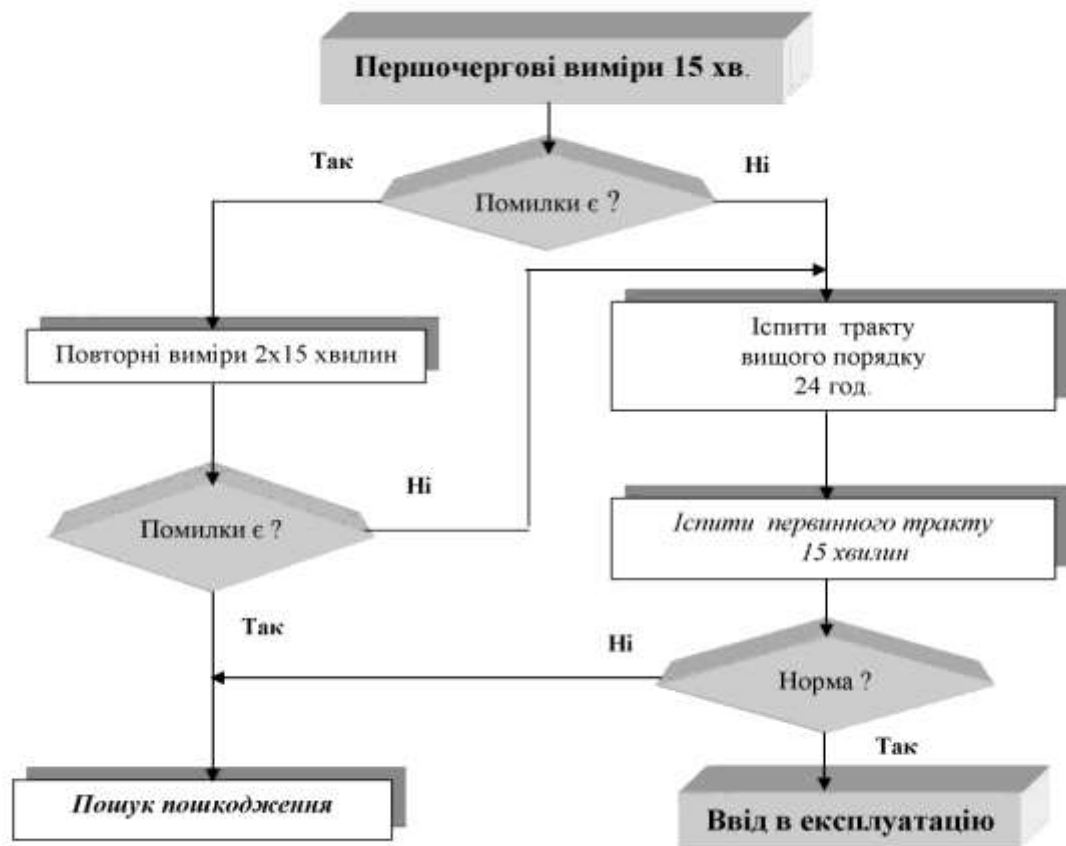 Першочергові виміри 15 хв.
Так
Ні
Помилки є ?
Повторні виміри 2х15 хвилин
Іспити тракту
вищого порядку
24 год.
Ні
Помилки є ?
Іспити первинного тракту
15 хвилин
Так
Ні
Норма ?
Так
Пошук пошкодження
Ввід в експлуатацію